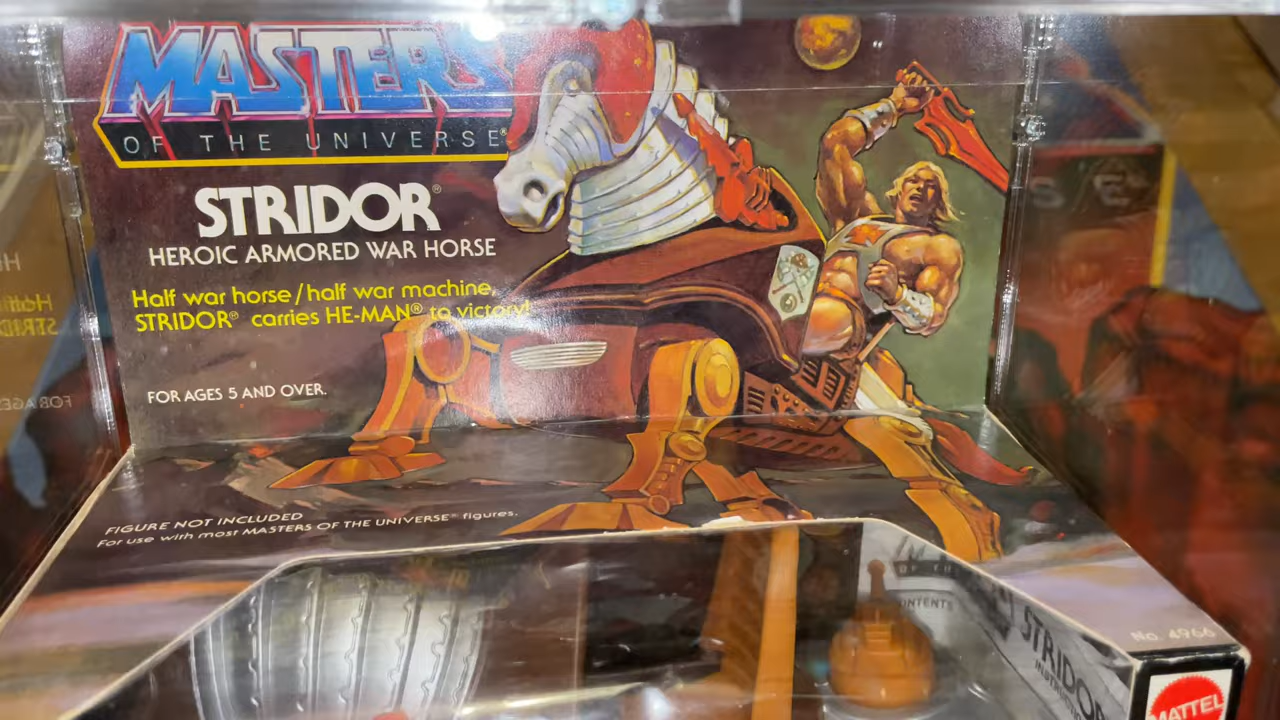 MASTERS
OF THE UNIVERSE®
STRIDOR®
HEROIC ARMORED WAR HORSE
Half war horse/half war machine,
STRIDOR® carries HE-MAN® to victory!
FOR AGES 5 AND OVER.
FIGURE NOT INCLUDED
For use with most MASTERS OF THE UNIVERSE® figures.
STRIDOR
No. 4966
MATTEL